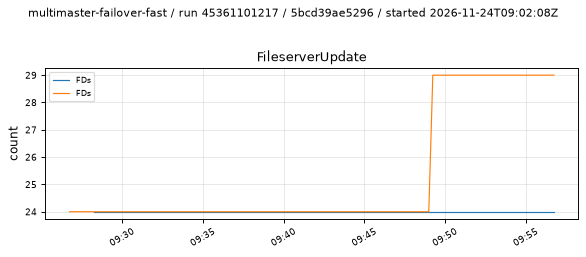 multimaster-failover-fast / run 45361101217 / 5bcd39ae5296 / started 2026-11-24T09:02:08Z
FileserverUpdate
FDs
FDs
count
29
28
27
26
25
24
09:30
09:35
09:40
09:45
09:50
09:55